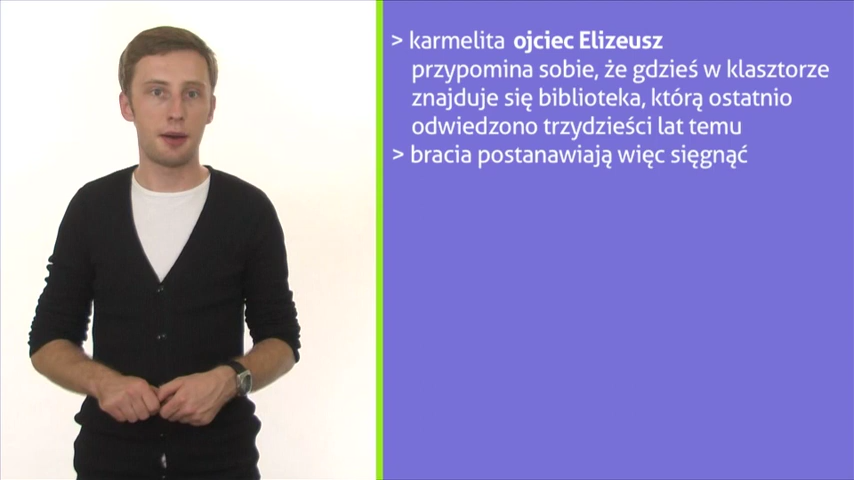 > karmelita ojciec Elizeusz
przypomina sobie, że gdzieś w klasztorze
znajduje się biblioteka, którą ostatnio
odwiedzono trzydzieści lat temu
> bracia postanawiają więc sięgnąć